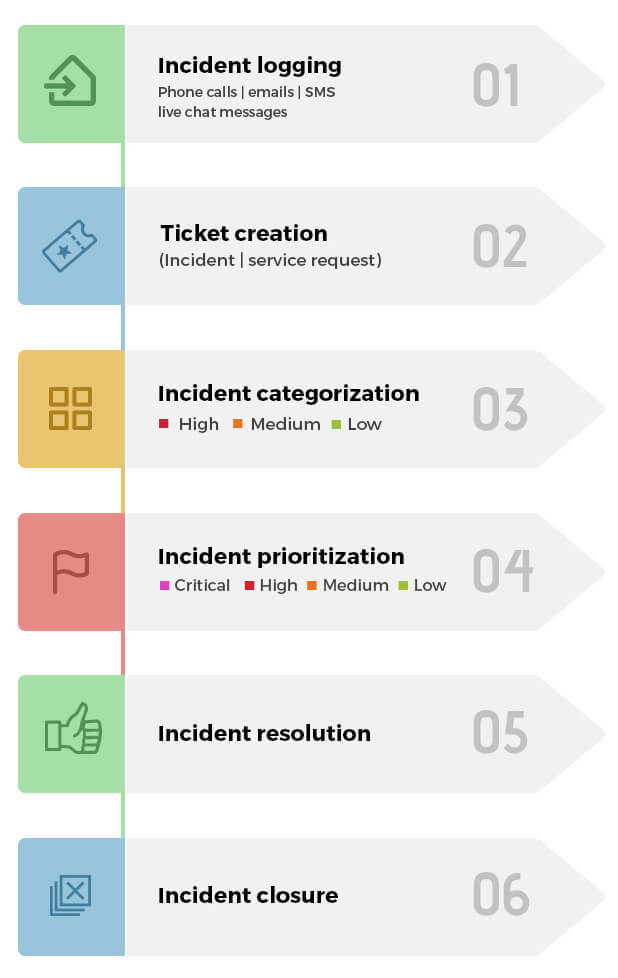 Incident logging
Phone calls | emails | SMS
live chat messages
01
Ticket creation
(Incident | service request)
02
Incident categorization
High Medium Low
03
Incident prioritization
Critical High Medium Low
04
Incident resolution
05
Incident closure
06